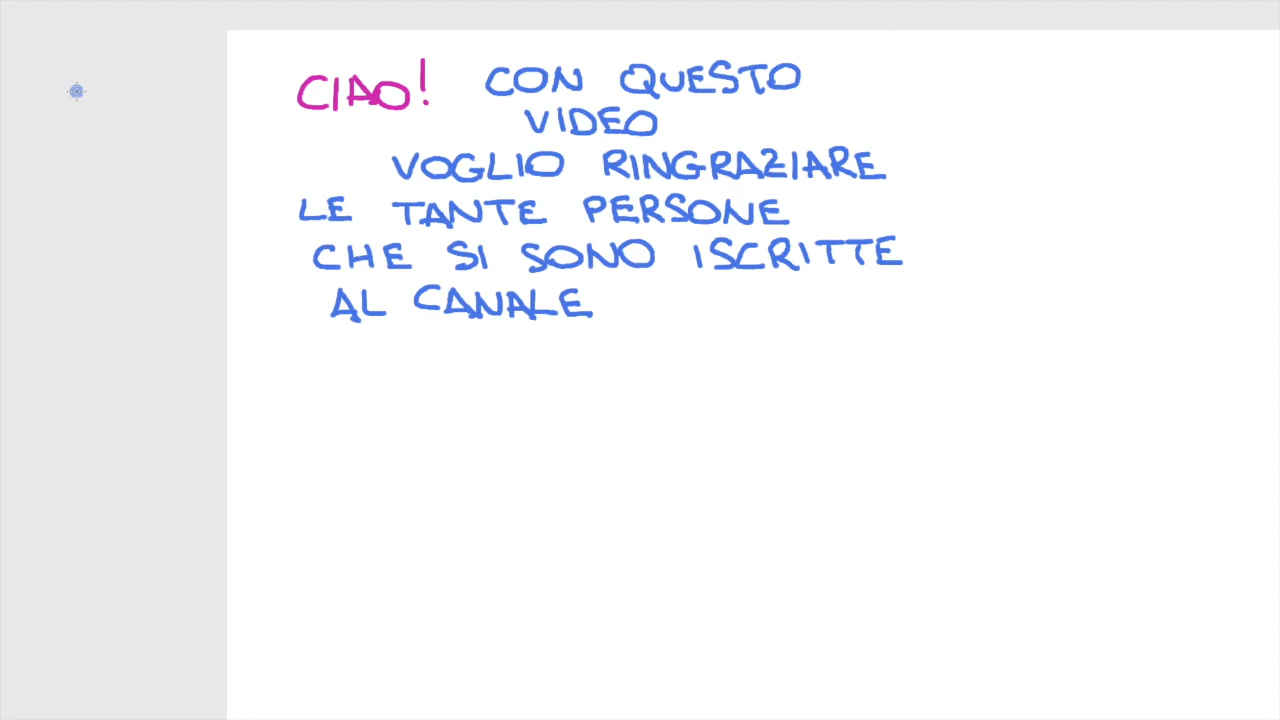 CIAO! CON QUESTO
VIDEO
VOGLIO RINGRAZIARE
LE TANTE PERSONE
CHE SI SONO ISCRITTE
AL CANALE